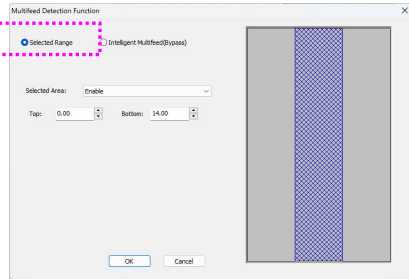 Multifeed Detection Function
Selected Range Intelligent Multifeed(Bypass)
Selected Area: Enable
Top: 0.00 Bottom: 14.00
OK Cancel